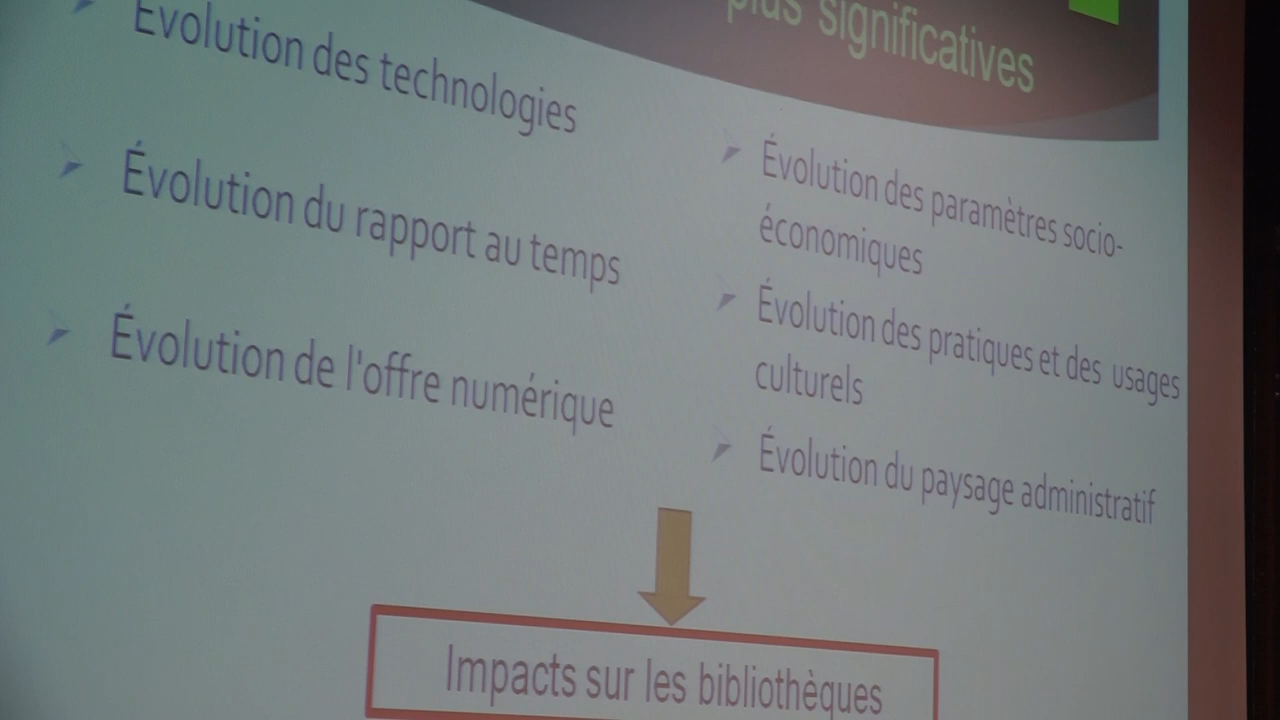 plus significatives
Évolution des technologies
Évolution du rapport au temps
Évolution de l'offre numérique
Évolution des paramètres socio-
économiques
Évolution des pratiques et des usages
culturels
Évolution du paysage administratif
Impacts sur les bibliothèques